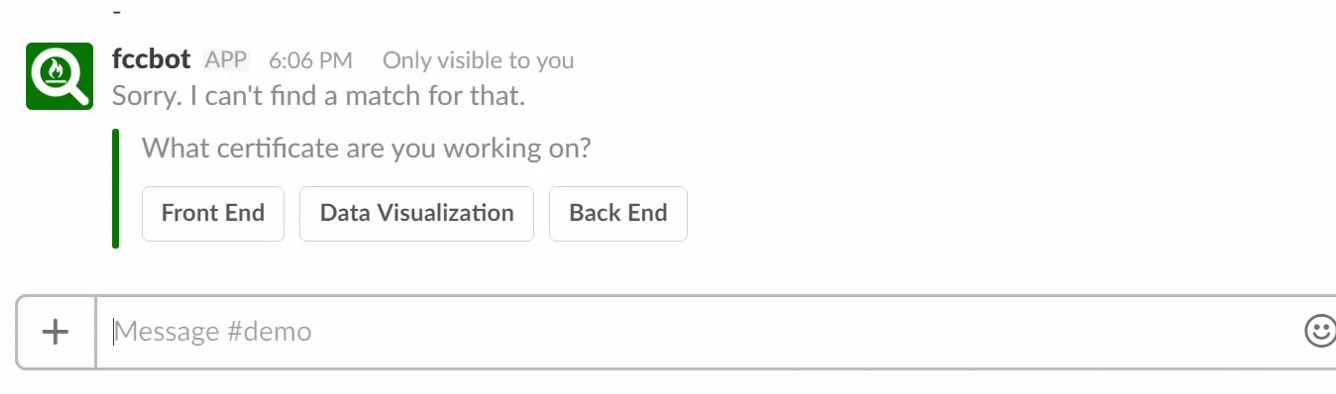 -
fccbot APP 6:06 PM Only visible to you
Sorry. I can't find a match for that.
What certificate are you working on?
Front End Data Visualization Back End
+ Message #demo